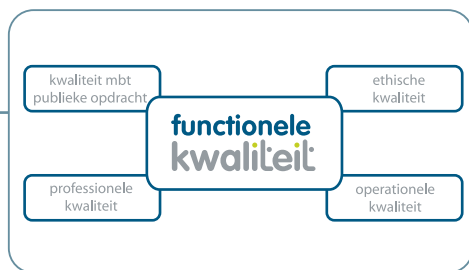 kwaliteit mbt
publieke opdracht
ethische
kwaliteit
functionele
kwaliteit
professionele
kwaliteit
operationele
kwaliteit